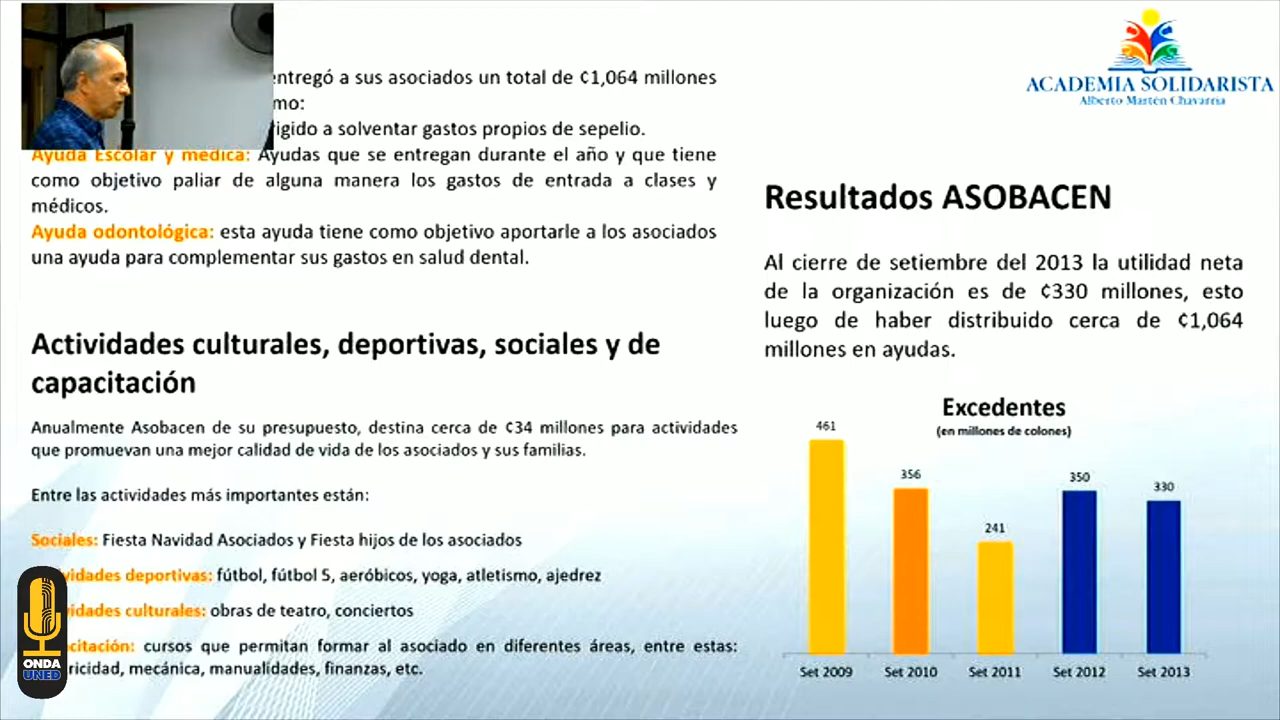 entregó a sus asociados un total de ¢1,064 millones
mo:
rigido a solventar gastos propios de sepelio.
Ayuda Escolar y médica: Ayudas que se entregan durante el año y que tiene
como objetivo paliar de alguna manera los gastos de entrada a clases y
médicos.
Ayuda odontológica: esta ayuda tiene como objetivo aportarle a los asociados
una ayuda para complementar sus gastos en salud dental.
Actividades culturales, deportivas, sociales y de
capacitación
Anualmente Asobacen de su presupuesto, destina cerca de ¢34 millones para actividades
que promuevan una mejor calidad de vida de los asociados y sus familias.
Entre las actividades más importantes están:
Sociales: Fiesta Navidad Asociados y Fiesta hijos de los asociados
vidades deportivas: fútbol, fútbol 5, aeróbicos, yoga, atletismo, ajedrez
vidades culturales: obras de teatro, conciertos
citación: cursos que permitan formar al asociado en diferentes áreas, entre estas:
ricidad, mecánica, manualidades, finanzas, etc.
ONDA
UNED
ACADEMIA SOLIDARISTA
Alberto Martén Chavarría
Resultados ASOBACEN
Al cierre de setiembre del 2013 la utilidad neta
de la organización es de ¢330 millones, esto
luego de haber distribuido cerca de ¢1,064
millones en ayudas.
Excedentes
(en millones de colones)
461
356
241
350
330
Set 2009
Set 2010
Set 2011
Set 2012
Set 2013